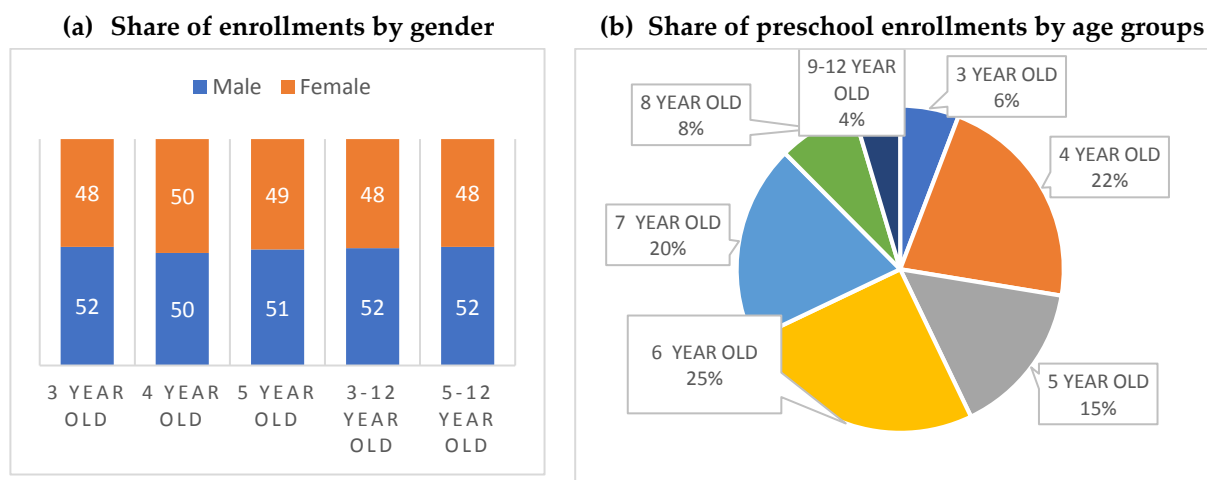 (a) Share of enrollments by gender
Male Female
48 50 49 48 48
52 50 51 52 52
3 YEAR OLD
4 YEAR OLD
5 YEAR OLD
3-12 YEAR OLD
5-12 YEAR OLD
(b) Share of preschool enrollments by age groups
9-12 YEAR
OLD
4%
3 YEAR OLD
6%
8 YEAR OLD
8%
4 YEAR OLD
22%
7 YEAR OLD
20%
6 YEAR OLD
25%
5 YEAR OLD
15%